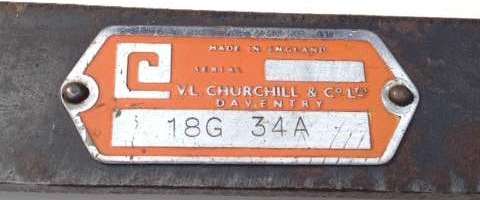 MADE IN ENGLAND
SERIAL
V.L. CHURCHILL & CO. LTD
DAVENTRY
18G 34A